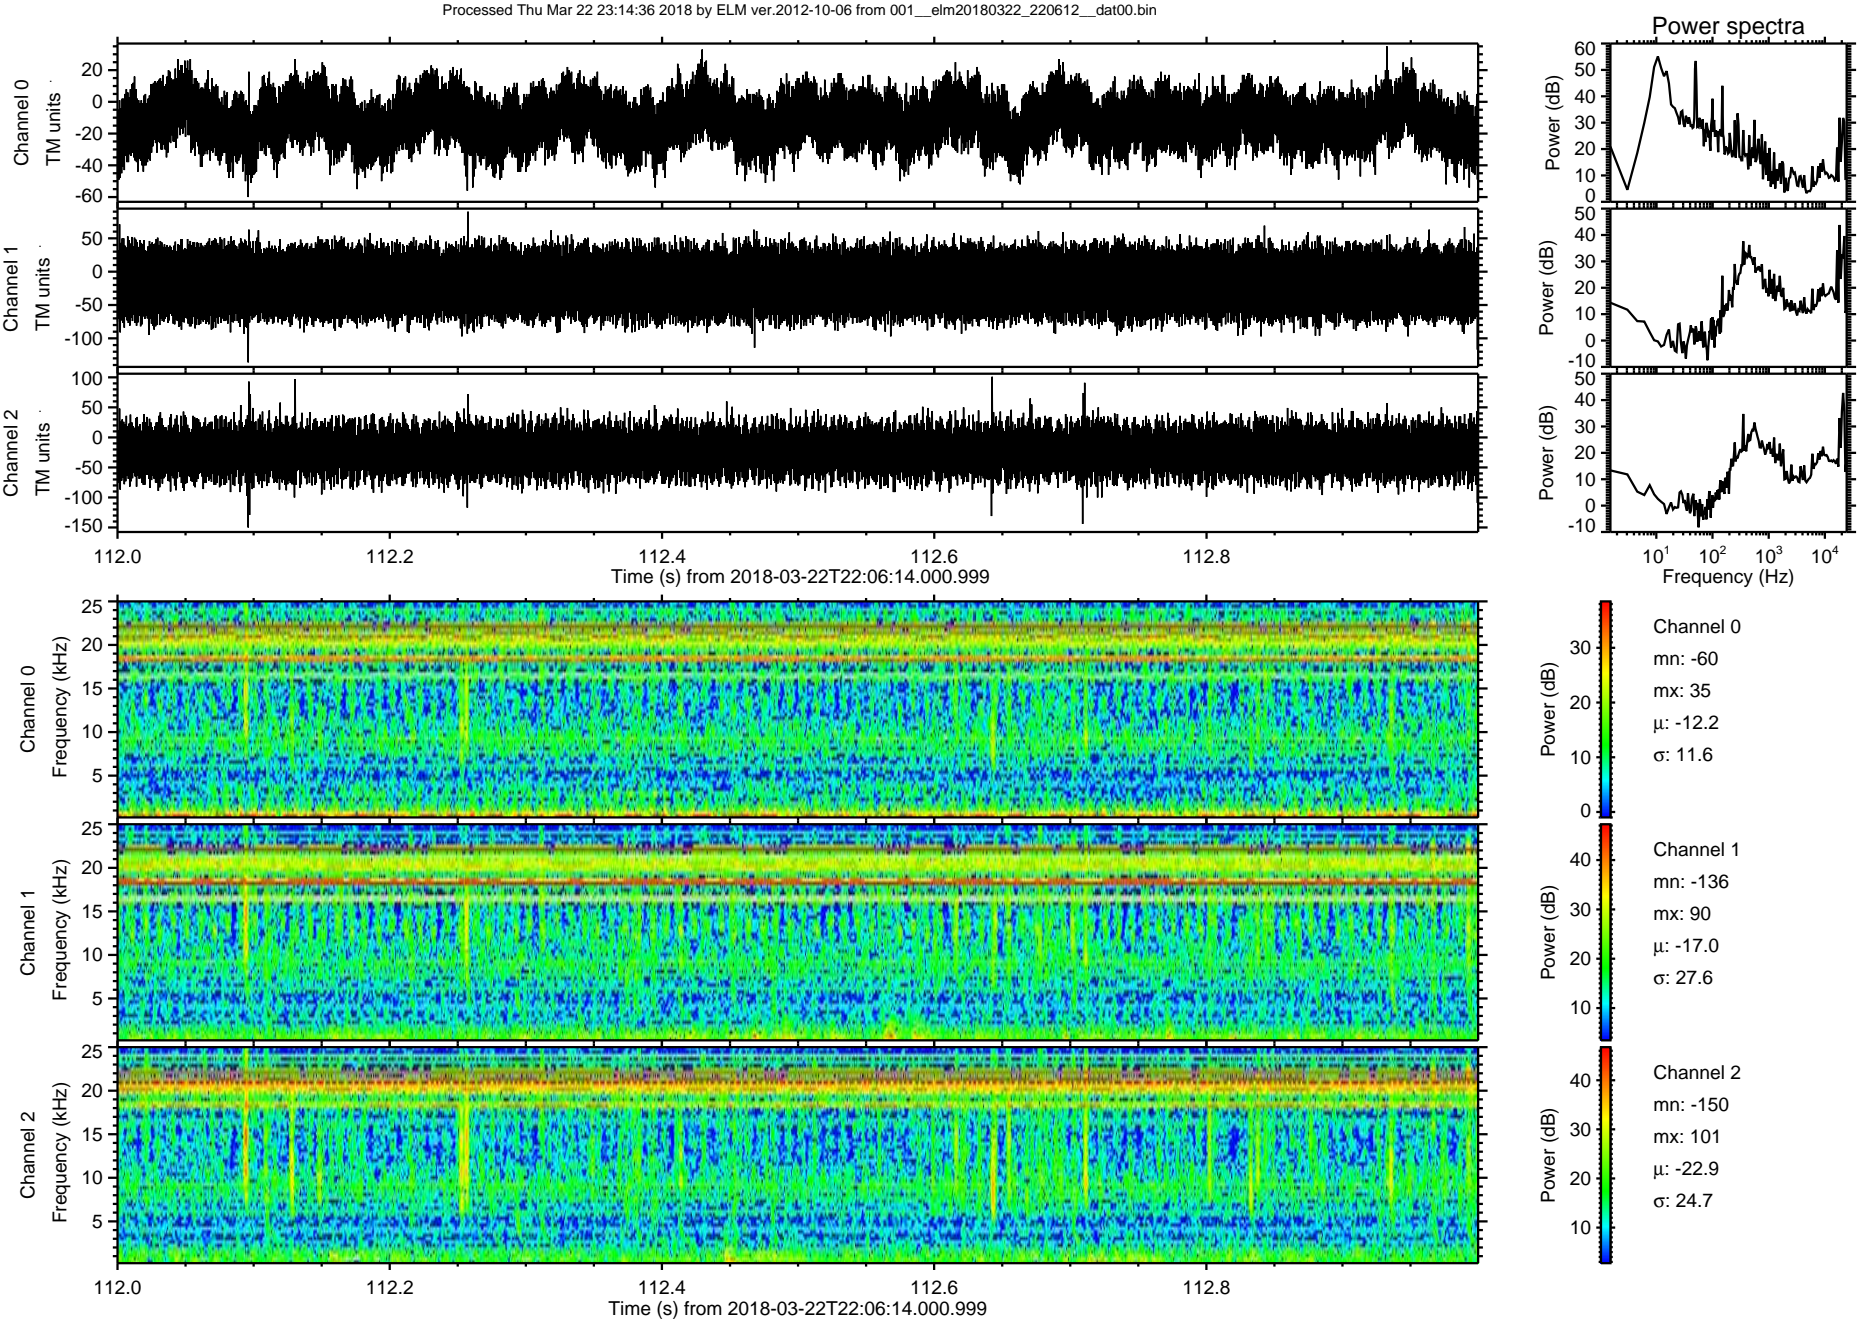 Processed Thu Mar 22 23:14:36 2018 by ELM ver.2012-10-06 from 001__elm20180322_220612__dat00.bin
Power spectra
Channel 0
TM units
20
0
-20
-40
-60
Power (dB)
60
50
40
30
20
10
0
Channel 1
TM units
50
0
-50
-100
Power (dB)
50
40
30
20
10
0
-10
Channel 2
TM units
100
50
0
-50
-100
-150
Power (dB)
50
40
30
20
10
0
-10
112.0 112.2 112.4 112.6 112.8
Time (s) from 2018-03-22T22:06:14.000.999
10^1 10^2 10^3 10^4
Frequency (Hz)
Channel 0
Frequency (kHz)
25
20
15
10
5
Power (dB)
30
20
10
0
Channel 0
mn: -60
mx: 35
μ: -12.2
σ: 11.6
Channel 1
Frequency (kHz)
25
20
15
10
5
Power (dB)
40
30
20
10
Channel 1
mn: -136
mx: 90
μ: -17.0
σ: 27.6
Channel 2
Frequency (kHz)
25
20
15
10
5
Power (dB)
40
30
20
10
Channel 2
mn: -150
mx: 101
μ: -22.9
σ: 24.7
112.0 112.2 112.4 112.6 112.8
Time (s) from 2018-03-22T22:06:14.000.999